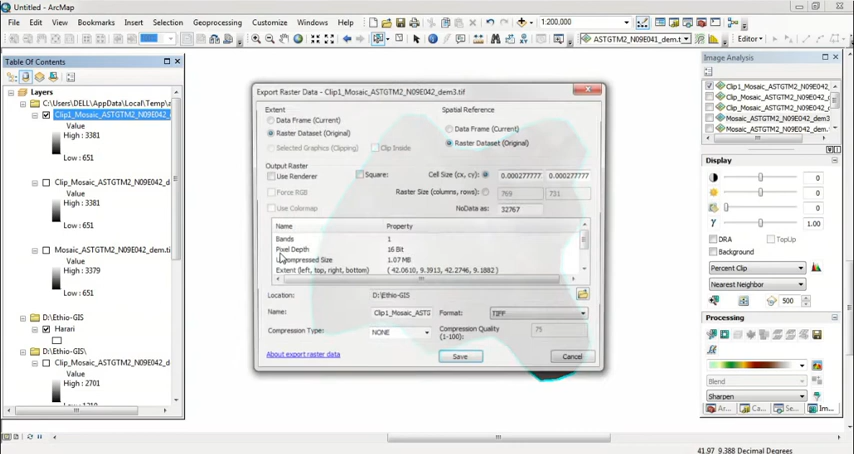 Untitled - ArcMap
File Edit View Bookmarks Insert Selection Geoprocessing Customize Windows Help
1:200,000
ASTGTM2_N09E041_dem.t
Editor
Table Of Contents
Layers
C:\Users\DELL\AppData\Local\Temp\a
Clip1_Mosaic_ASTGTM2_N09E042_
Value
High : 3381
Low : 651
Clip_Mosaic_ASTGTM2_N09E042_d
Value
High : 3381
Low : 651
Mosaic_ASTGTM2_N09E042_dem.ti
Value
High : 3379
Low : 651
D:\Ethio-GIS
Harari
D:\Ethio-GIS\
Clip_Mosaic_ASTGTM2_N09E042_d
Value
High : 2701
Export Raster Data - Clip1_Mosaic_ASTGTM2_N09E042_dem3.tif
Extent
Data Frame (Current)
Raster Dataset (Original)
Selected Graphics (Clipping)
Clip Inside
Spatial Reference
Data Frame (Current)
Raster Dataset (Original)
Output Raster
Use Renderer
Square:
Cell Size (cx, cy):
0.000277777
0.000277777
Force RGB
Raster Size (columns, rows):
769
731
Use Colormap
NoData as:
32767
Name Property
Bands 1
Pixel Depth 16 Bit
Uncompressed Size 1.07 MB
Extent (left, top, right, bottom) ( 42.0610, 9.3913, 42.2746, 9.1882 )
Location: D:\Ethio-GIS
Name: Clip1_Mosaic_ASTG
Format: TIFF
Compression Type: NONE
Compression Quality (1-100): 75
About export raster data
Save
Cancel
Image Analysis
Clip1_Mosaic_ASTGTM2_N09E042_
Clip_Mosaic_ASTGTM2_N09E042_d
Clip_Mosaic_ASTGTM2_N09E042_d
Mosaic_ASTGTM2_N09E042_dem3
Mosaic_ASTGTM2_N09E042_dem.
Display
0
0
0
1.00
DRA
TopUp
Background
Percent Clip
Nearest Neighbor
500
Processing
Blend
Sharpen
Ar...
Ca...
Se...
Im...
41.97 9.388 Decimal Degrees